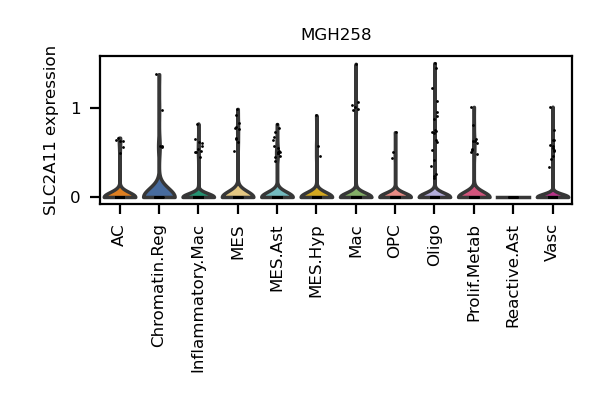 MGH258
SLC2A11 expression
1
0
AC
Chromatin.Reg
Inflammatory.Mac
MES
MES.Ast
MES.Hyp
Mac
OPC
Oligo
Prolif.Metab
Reactive.Ast
Vasc